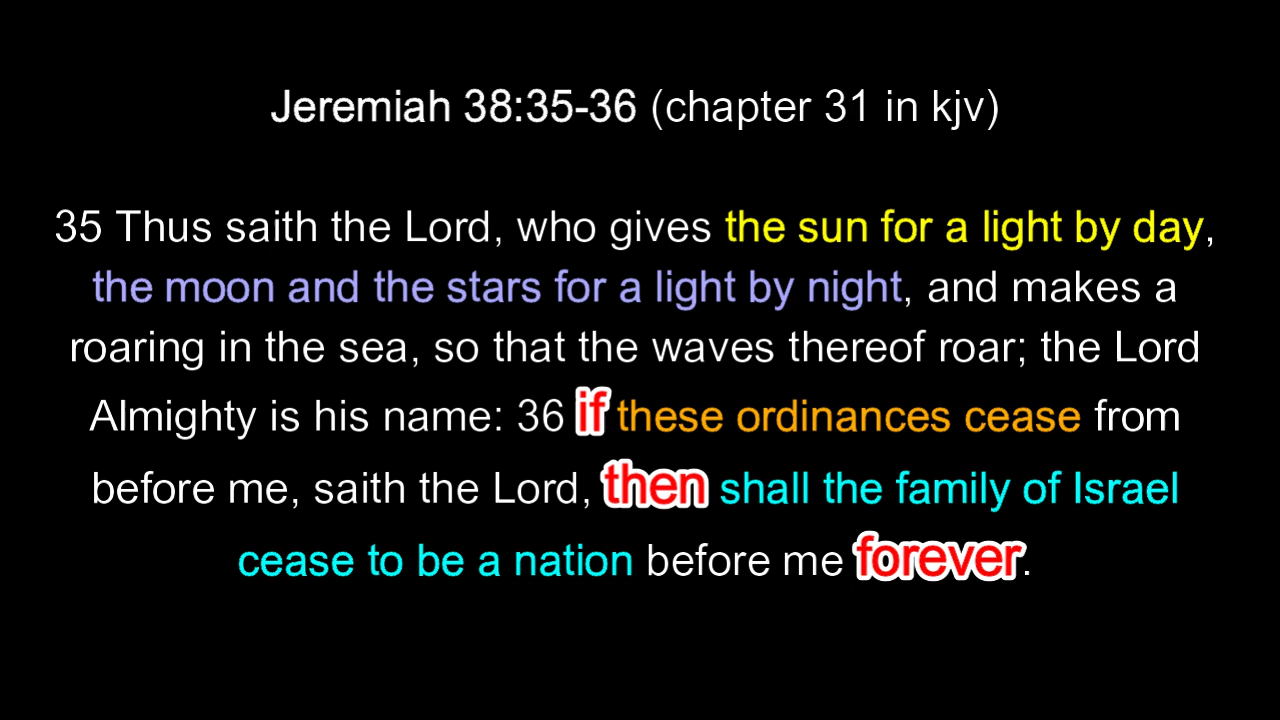 Jeremiah 38:35-36 (chapter 31 in kjv)
35 Thus saith the Lord, who gives the sun for a light by day,
the moon and the stars for a light by night, and makes a
roaring in the sea, so that the waves thereof roar; the Lord
Almighty is his name: 36 if these ordinances cease from
before me, saith the Lord, then shall the family of Israel
cease to be a nation before me forever.